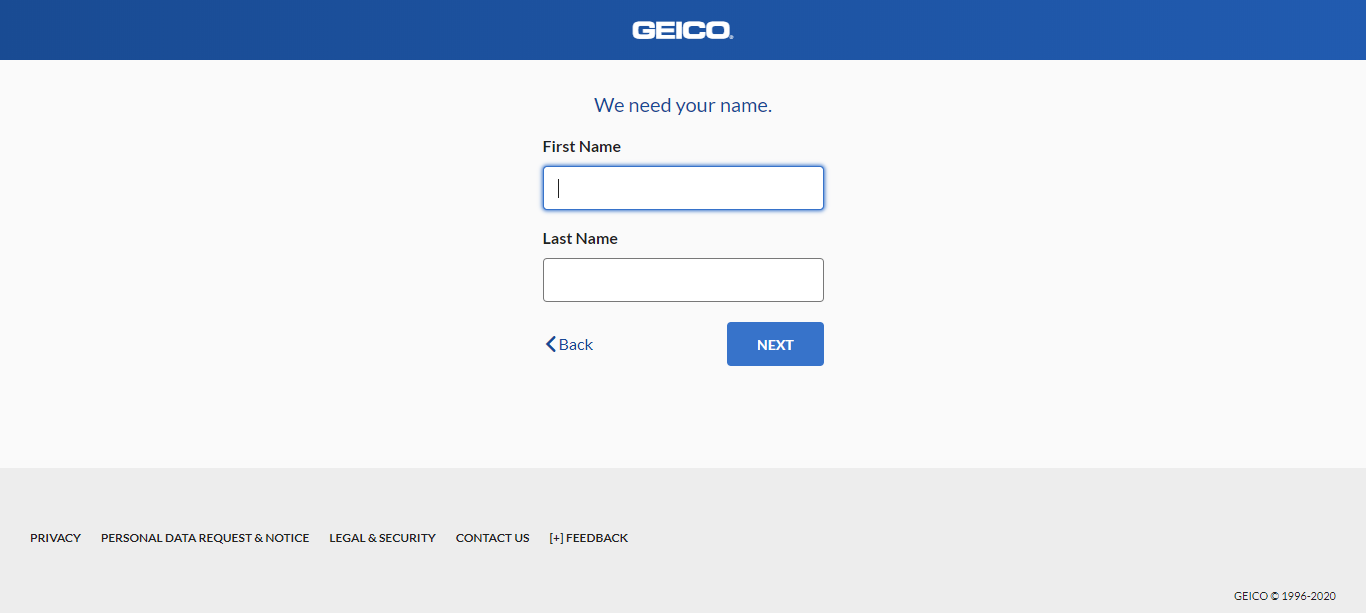 GEICO
We need your name.
First Name
Last Name
Back
NEXT
PRIVACY PERSONAL DATA REQUEST & NOTICE LEGAL & SECURITY CONTACT US [+] FEEDBACK
GEICO © 1996-2020